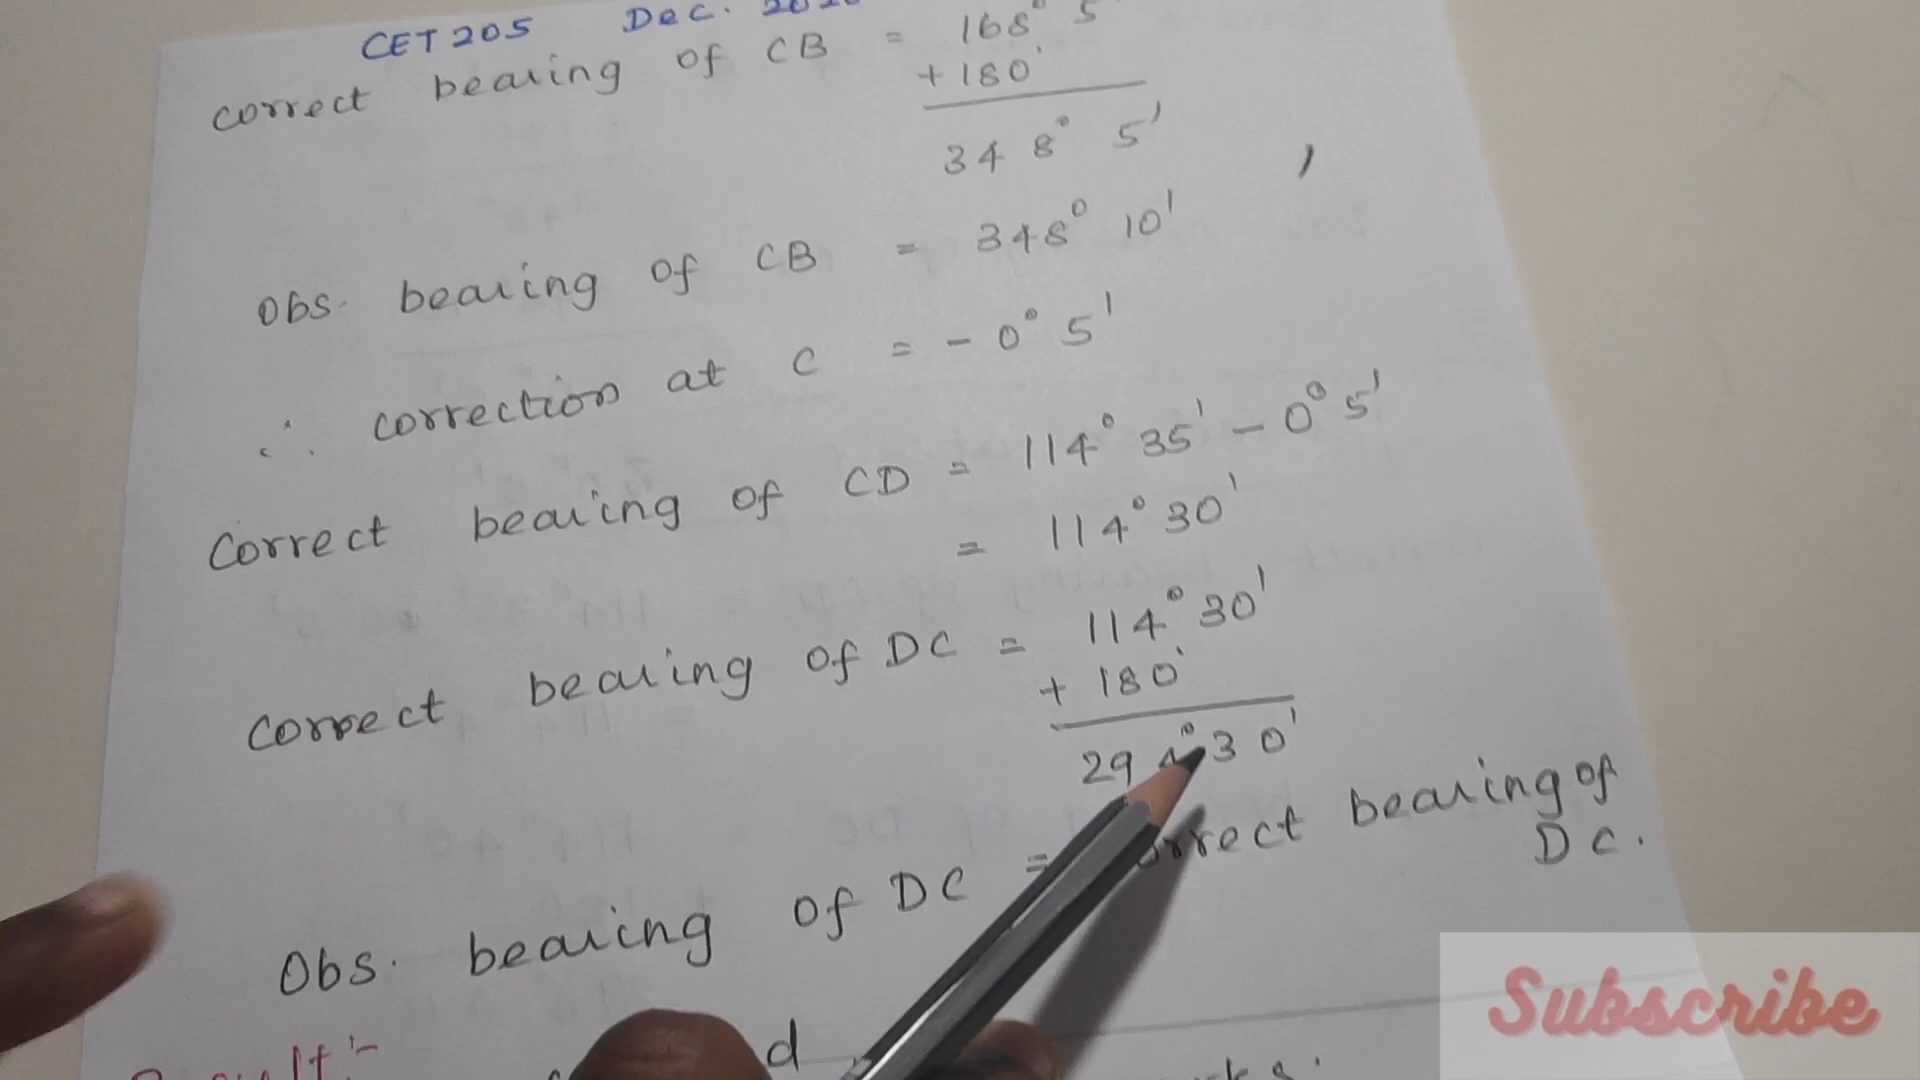 CET 205 Dec.
correct bearing of CB = 168° 5
+ 180°
348° 5'
,
Obs. bearing of CB = 348° 10'
∴ correction at C = - 0° 5'
Correct bearing of CD = 114° 35' - 0° 5'
= 114° 30'
Correct bearing of DC = 114° 30'
+ 180°
294° 30'
Obs. bearing of DC = correct bearing of
DC.
Subscribe